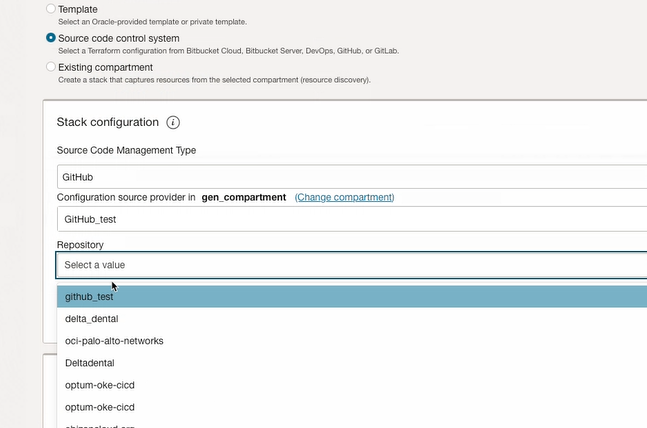 Template
Select an Oracle-provided template or private template.
Source code control system
Select a Terraform configuration from Bitbucket Cloud, Bitbucket Server, DevOps, GitHub, or GitLab.
Existing compartment
Create a stack that captures resources from the selected compartment (resource discovery).
Stack configuration
Source Code Management Type
GitHub
Configuration source provider in gen_compartment (Change compartment)
GitHub_test
Repository
Select a value
github_test
delta_dental
oci-palo-alto-networks
Deltadental
optum-oke-cicd
optum-oke-cicd